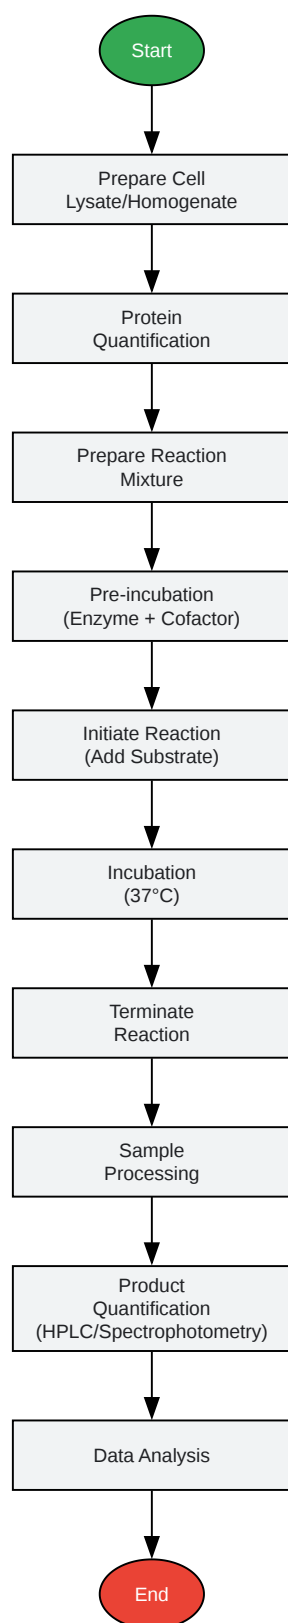 Start
Prepare Cell
Lysate/Homogenate
Protein
Quantification
Prepare Reaction
Mixture
Pre-incubation
(Enzyme + Cofactor)
Initiate Reaction
(Add Substrate)
Incubation
(37°C)
Terminate
Reaction
Sample
Processing
Product
Quantification
(HPLC/Spectrophotometry)
Data Analysis
End